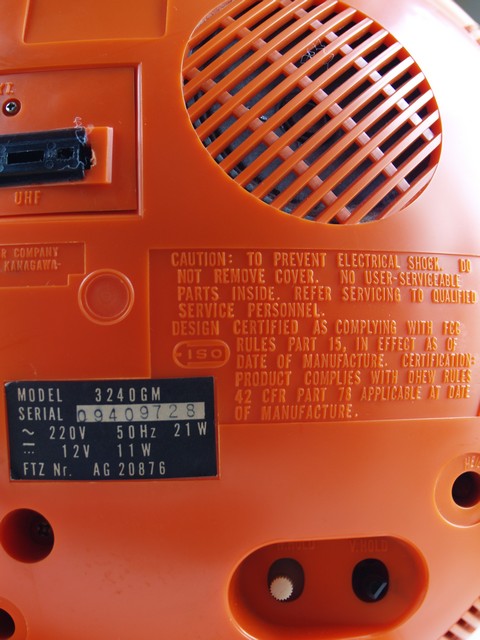 UHF
R COMPANY
KANAGAWA-
CAUTION: TO PREVENT ELECTRICAL SHOCK. DO
NOT REMOVE COVER. NO USER-SERVICEABLE
PARTS INSIDE. REFER SERVICING TO QUALIFIED
SERVICE PERSONNEL.
DESIGN CERTIFIED AS COMPLYING WITH FCC
RULES PART 15, IN EFFECT AS OF
DATE OF MANUFACTURE. CERTIFICATION:
PRODUCT COMPLIES WITH DHEW RULES
42 CFR PART 78 APPLICABLE AT DATE
OF MANUFACTURE.
ISO
MODEL 3240GM
SERIAL 09409728
~ 220V 50Hz 21W
⎓ 12V 11W
FTZ Nr. AG 20876
V.HOLD